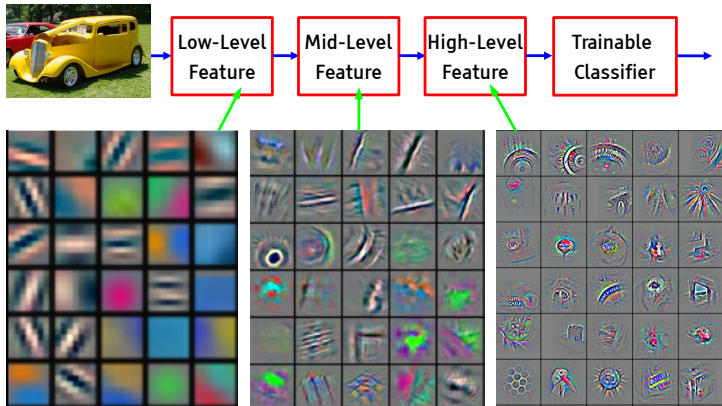 Low-Level
Feature
Mid-Level
Feature
High-Level
Feature
Trainable
Classifier